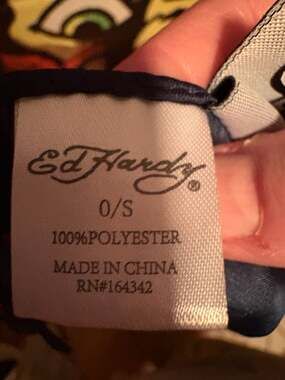 Ed Hardy®
O/S
100%POLYESTER
MADE IN CHINA
RN#164342